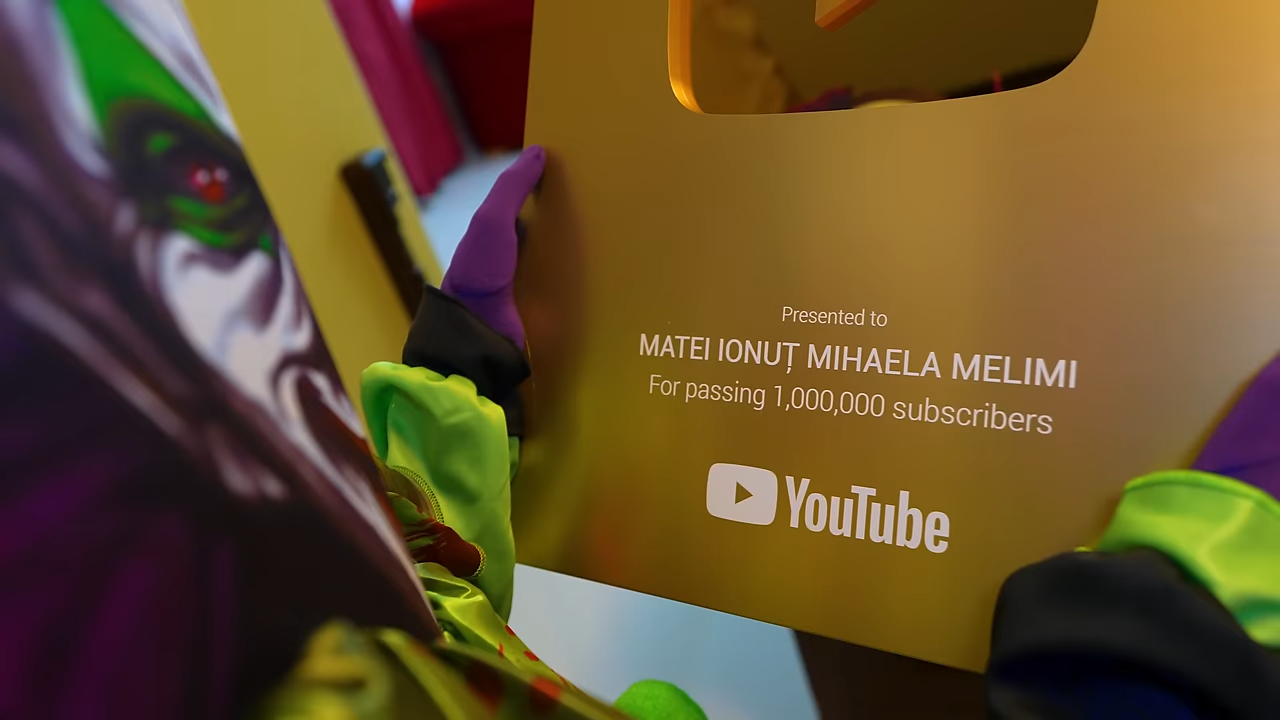 Presented to
MATEI IONUȚ MIHAELA MELIMI
For passing 1,000,000 subscribers
YouTube